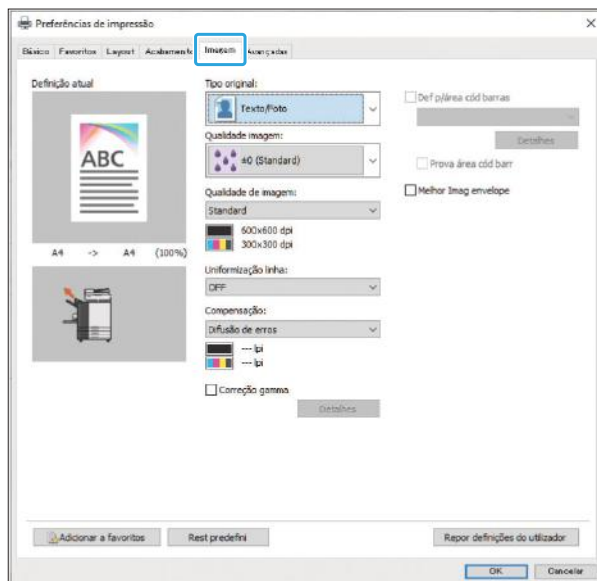 Preferências de impressão
Básico Favoritos Layout Acabamento Imagem Avançadas
Definição atual
ABC
A4 -> A4 (100%)
Tipo original:
Texto/Foto
Qualidade imagem:
±0 (Standard)
Qualidade de imagem:
Standard
600x600 dpi
300x300 dpi
Uniformização linha:
OFF
Compensação:
Difusão de erros
--- lpi
--- lpi
Correção gamma
Detalhes
Def p/área cód barras
Detalhes
Prova área cód barr
Melhor Imag envelope
Adicionar a favoritos Rest predefini Repor definições do utilizador
OK Cancelar